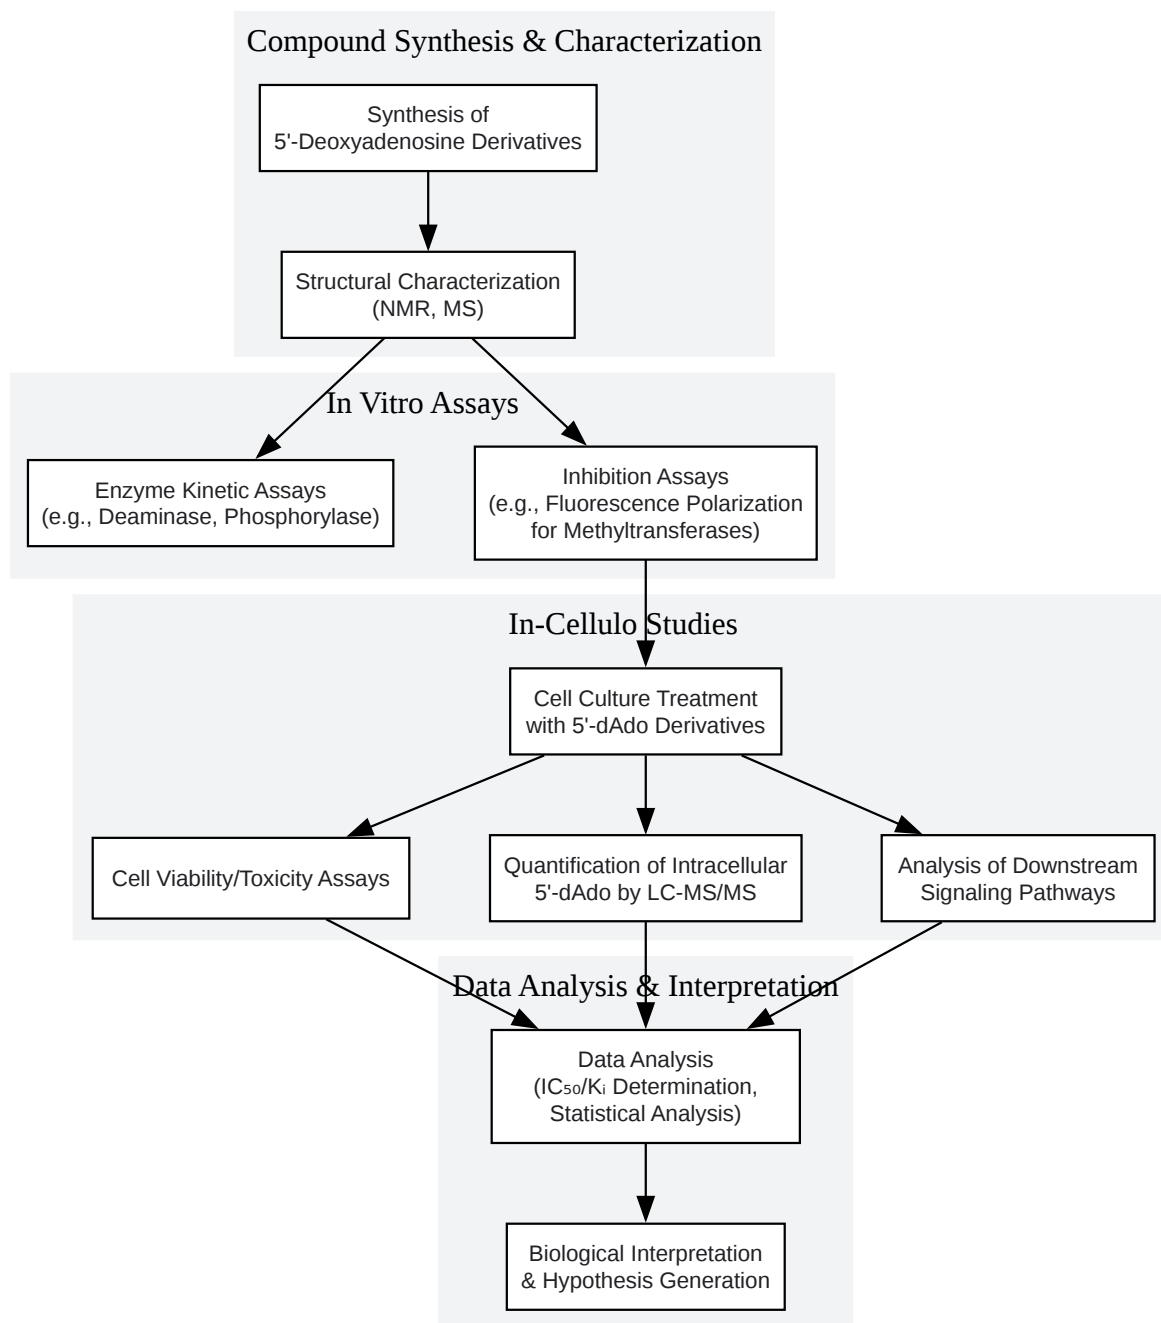 Compound Synthesis & Characterization
Synthesis of
5'-Deoxyadenosine Derivatives
Structural Characterization
(NMR, MS)
In Vitro Assays
Enzyme Kinetic Assays
(e.g., Deaminase, Phosphorylase)
Inhibition Assays
(e.g., Fluorescence Polarization
for Methyltransferases)
In-Cellulo Studies
Cell Culture Treatment
with 5'-dAdo Derivatives
Cell Viability/Toxicity Assays
Quantification of Intracellular
5'-dAdo by LC-MS/MS
Analysis of Downstream
Signaling Pathways
Data Analysis & Interpretation
Data Analysis
(IC₅₀/Kᵢ Determination,
Statistical Analysis)
Biological Interpretation
& Hypothesis Generation